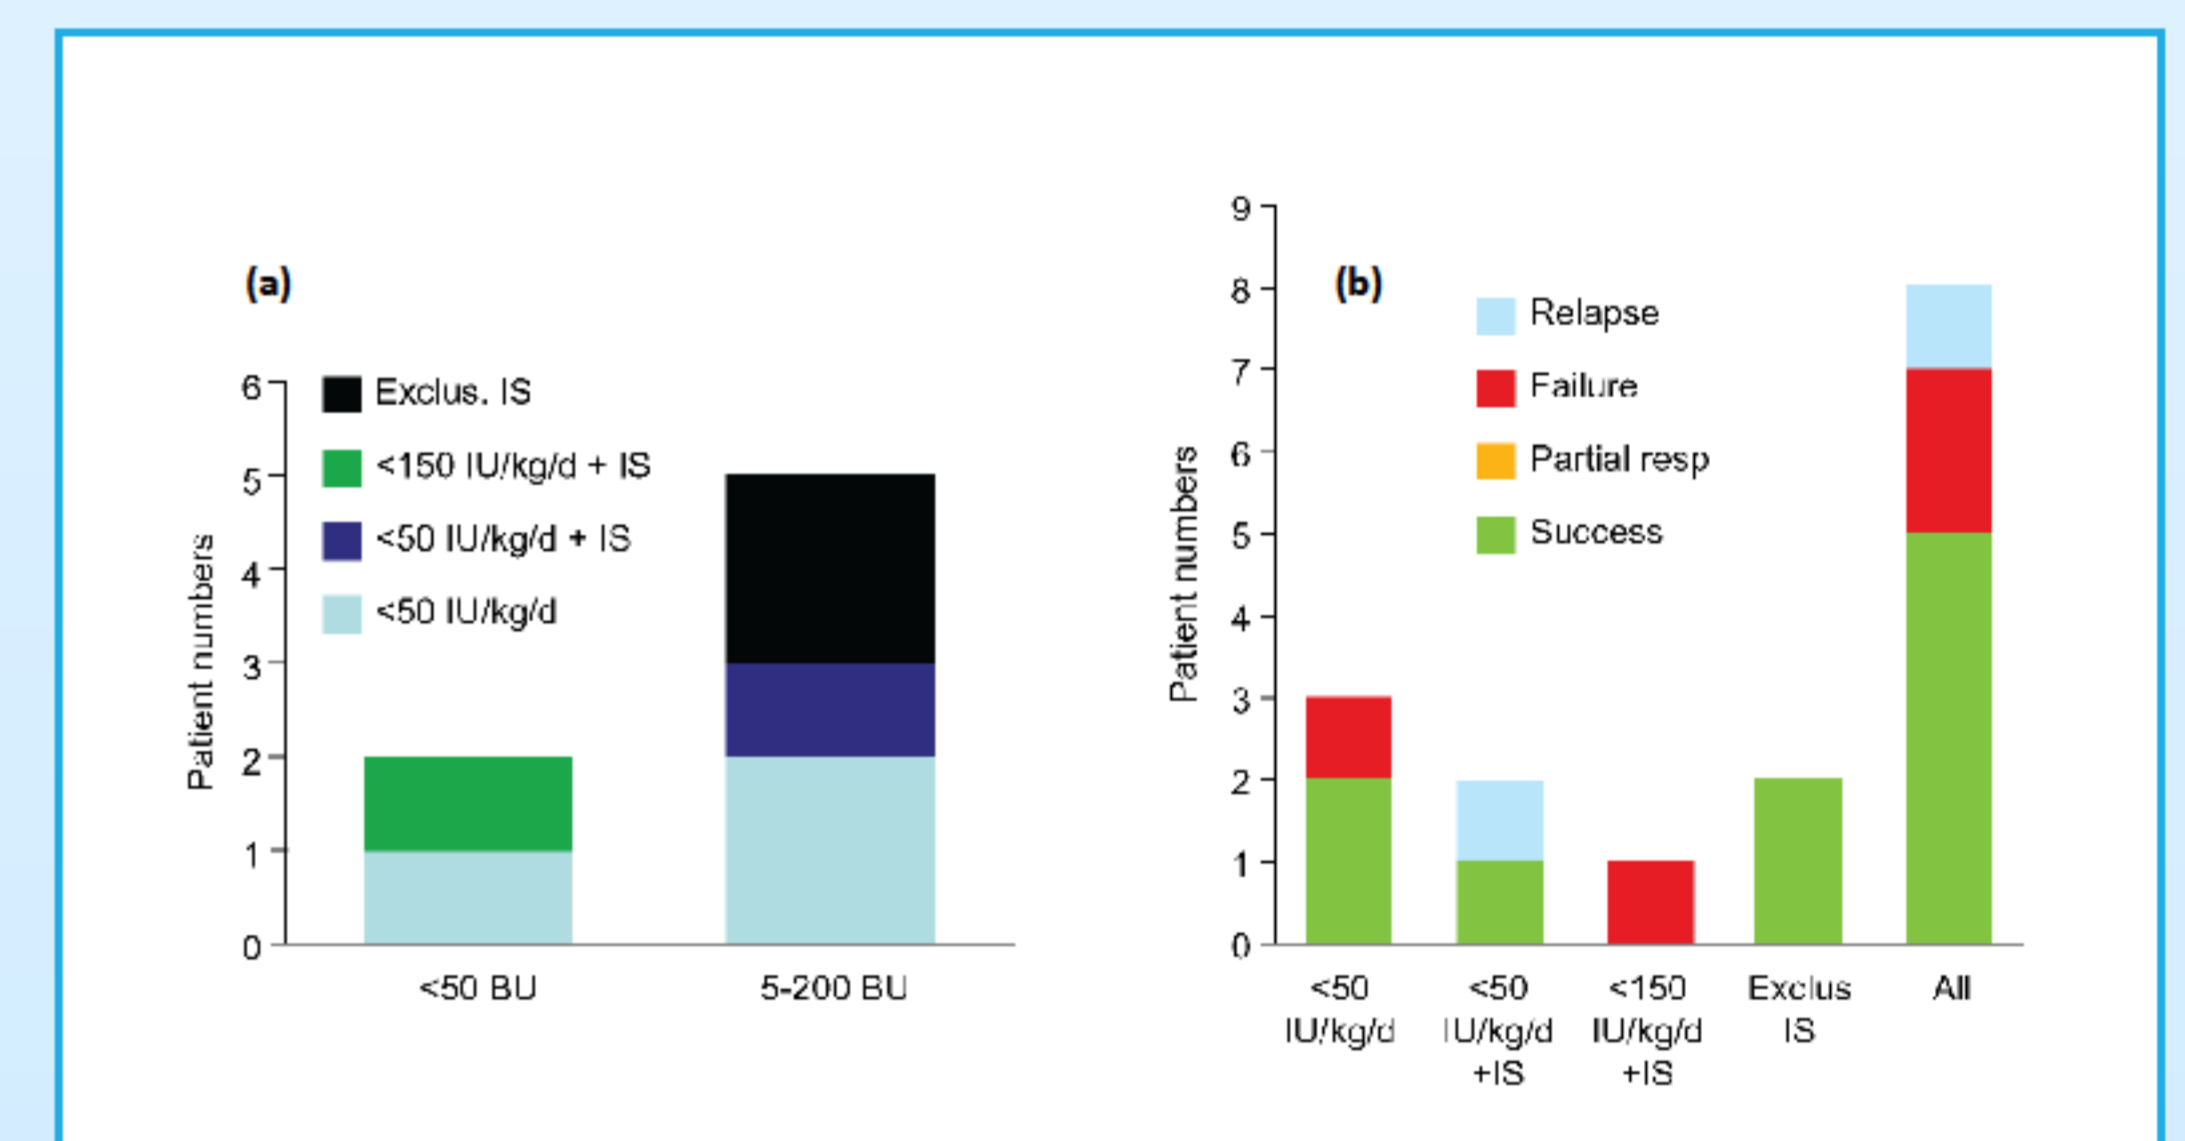 (a)
6
5
4
3
2
1
0
Patient numbers
Exclus. IS
<150 IU/kg/d + IS
<50 IU/kg/d + IS
<50 IU/kg/d
<50 BU
5-200 BU
(b)
9
8
7
6
5
4
3
2
1
0
Patient numbers
Relapse
Failure
Partial resp
Success
<50
IU/kg/d
<50
IU/kg/d
+IS
<150
IU/kg/d
+IS
Exclus
IS
All